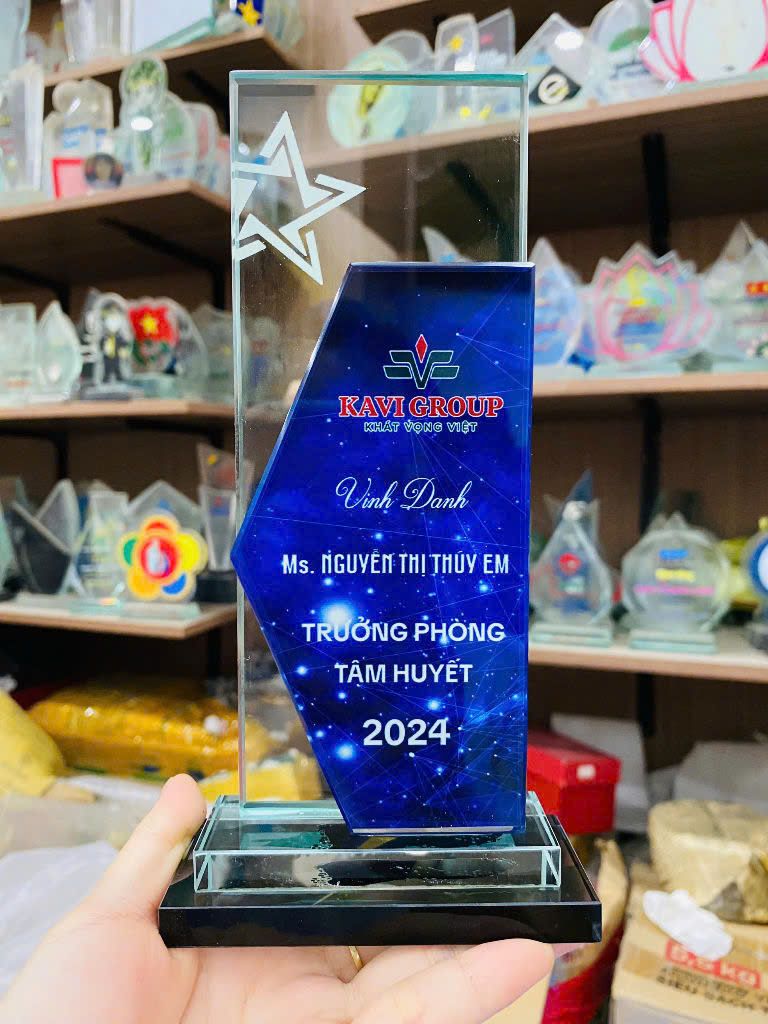 KAVI GROUP
KHÁT VỌNG VIỆT
Vinh Danh
Ms. NGUYỄN THỊ THÚY EM
TRƯỞNG PHÒNG
TÂM HUYẾT
2024